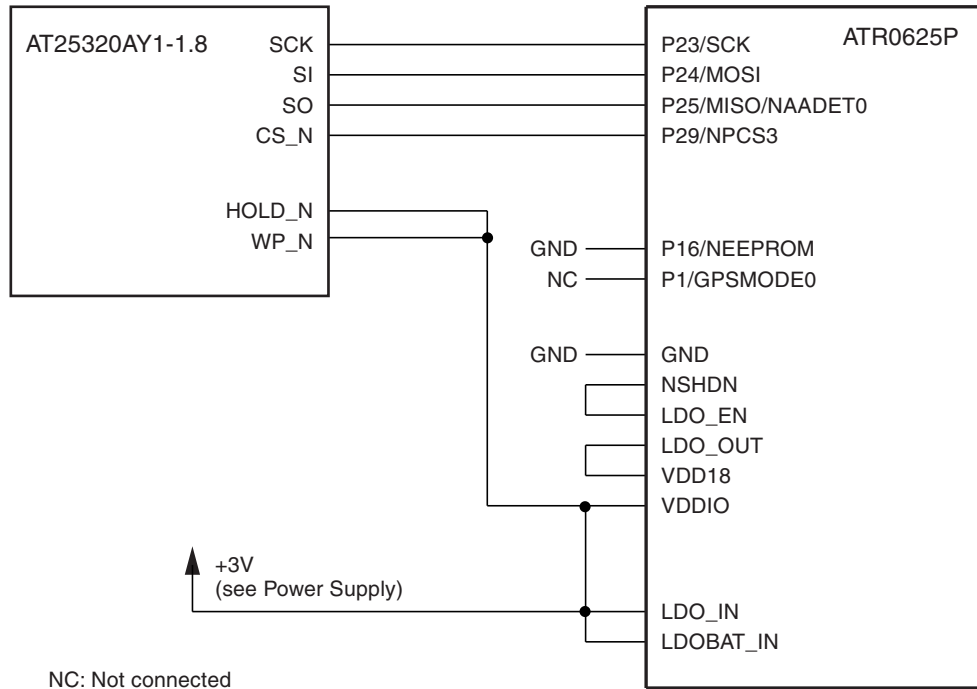 AT25320AY1-1.8
SCK
SI
SO
CS_N
HOLD_N
WP_N
ATR0625P
P23/SCK
P24/MOSI
P25/MISO/NAADET0
P29/NPCS3
GND
P16/NEEPROM
NC
P1/GPSMODE0
GND
GND
NSHDN
LDO_EN
LDO_OUT
VDD18
VDDIO
+3V
(see Power Supply)
LDO_IN
LDOBAT_IN
NC: Not connected